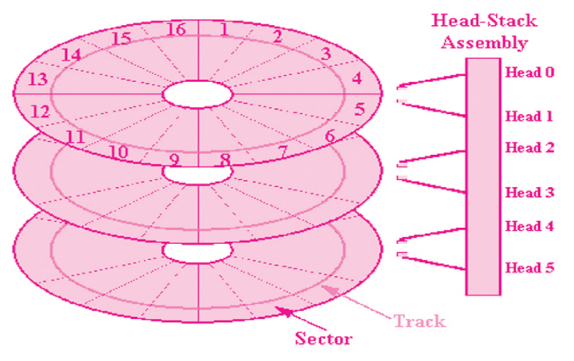 Head-Stack
Assembly
16 1
15 2
14 3
13 4
12 5
11 6
10 7
9 8
Head 0
Head 1
Head 2
Head 3
Head 4
Head 5
Track
Sector